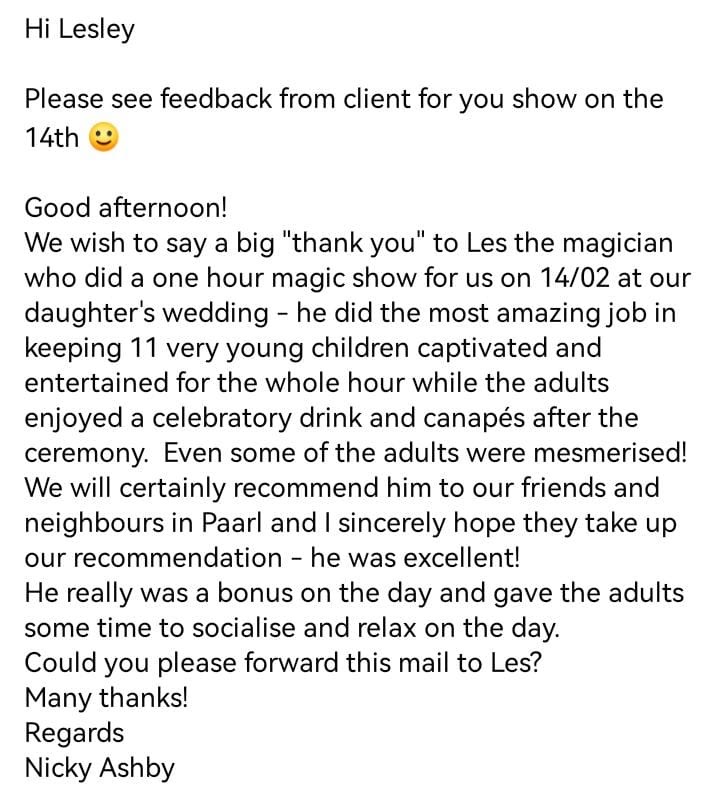 Hi Lesley
Please see feedback from client for you show on the
14th 🙂
Good afternoon!
We wish to say a big "thank you" to Les the magician
who did a one hour magic show for us on 14/02 at our
daughter's wedding - he did the most amazing job in
keeping 11 very young children captivated and
entertained for the whole hour while the adults
enjoyed a celebratory drink and canapés after the
ceremony.  Even some of the adults were mesmerised!
We will certainly recommend him to our friends and
neighbours in Paarl and I sincerely hope they take up
our recommendation - he was excellent!
He really was a bonus on the day and gave the adults
some time to socialise and relax on the day.
Could you please forward this mail to Les?
Many thanks!
Regards
Nicky Ashby